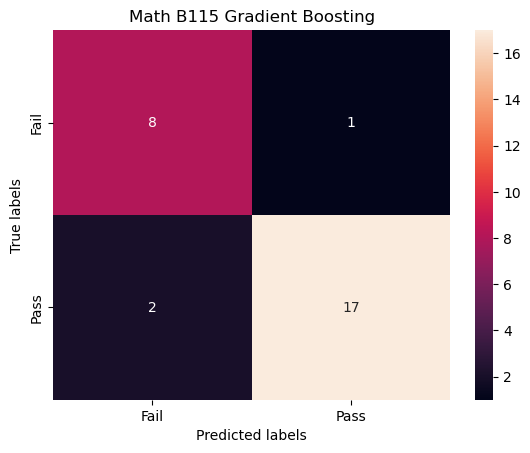 Math B115 Gradient Boosting
True labels
Fail
Pass
8
1
2
17
Fail
Pass
Predicted labels
16
14
12
10
8
6
4
2